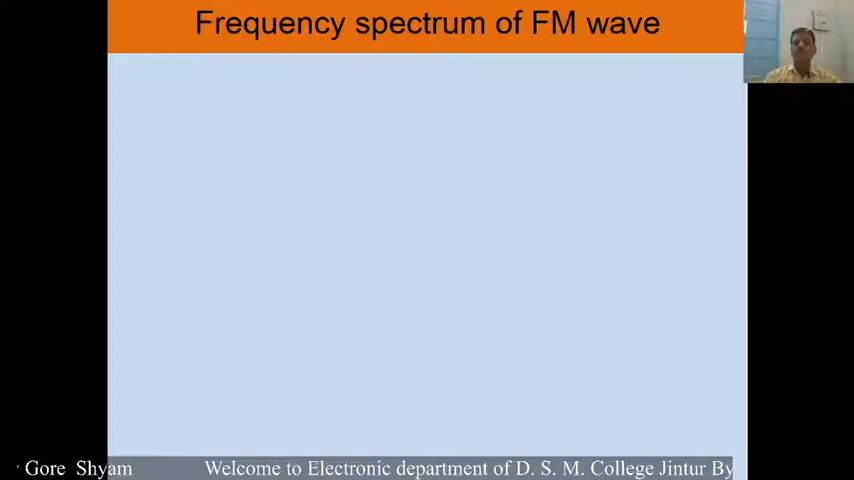 Frequency spectrum of FM wave
Gore Shyam Welcome to Electronic department of D. S. M. College Jintur By